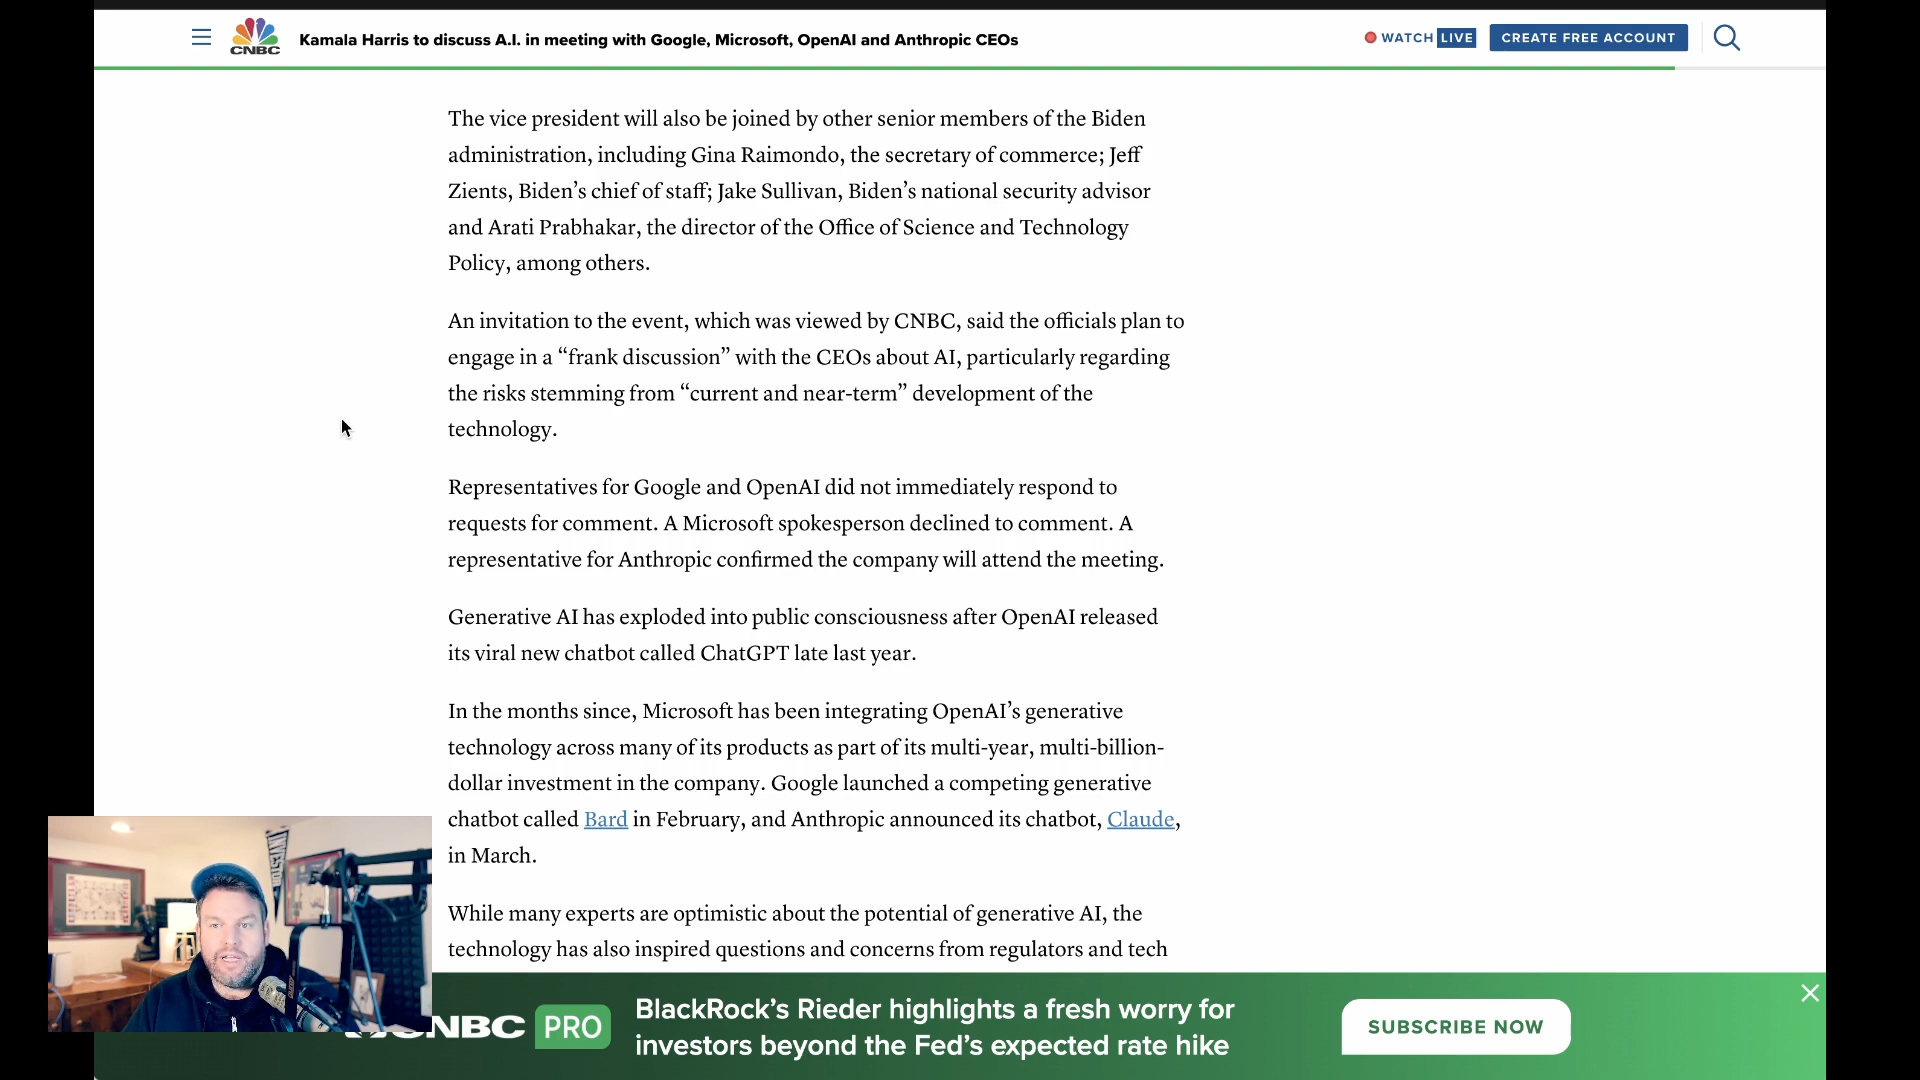 CNBC
Kamala Harris to discuss A.I. in meeting with Google, Microsoft, OpenAI and Anthropic CEOs
WATCH LIVE
CREATE FREE ACCOUNT
The vice president will also be joined by other senior members of the Biden
administration, including Gina Raimondo, the secretary of commerce; Jeff
Zients, Biden’s chief of staff; Jake Sullivan, Biden’s national security advisor
and Arati Prabhakar, the director of the Office of Science and Technology
Policy, among others.
An invitation to the event, which was viewed by CNBC, said the officials plan to
engage in a “frank discussion” with the CEOs about AI, particularly regarding
the risks stemming from “current and near-term” development of the
technology.
Representatives for Google and OpenAI did not immediately respond to
requests for comment. A Microsoft spokesperson declined to comment. A
representative for Anthropic confirmed the company will attend the meeting.
Generative AI has exploded into public consciousness after OpenAI released
its viral new chatbot called ChatGPT late last year.
In the months since, Microsoft has been integrating OpenAI’s generative
technology across many of its products as part of its multi-year, multi-billion-
dollar investment in the company. Google launched a competing generative
chatbot called Bard in February, and Anthropic announced its chatbot, Claude,
in March.
While many experts are optimistic about the potential of generative AI, the
technology has also inspired questions and concerns from regulators and tech
CNBC PRO
BlackRock’s Rieder highlights a fresh worry for
investors beyond the Fed’s expected rate hike
SUBSCRIBE NOW